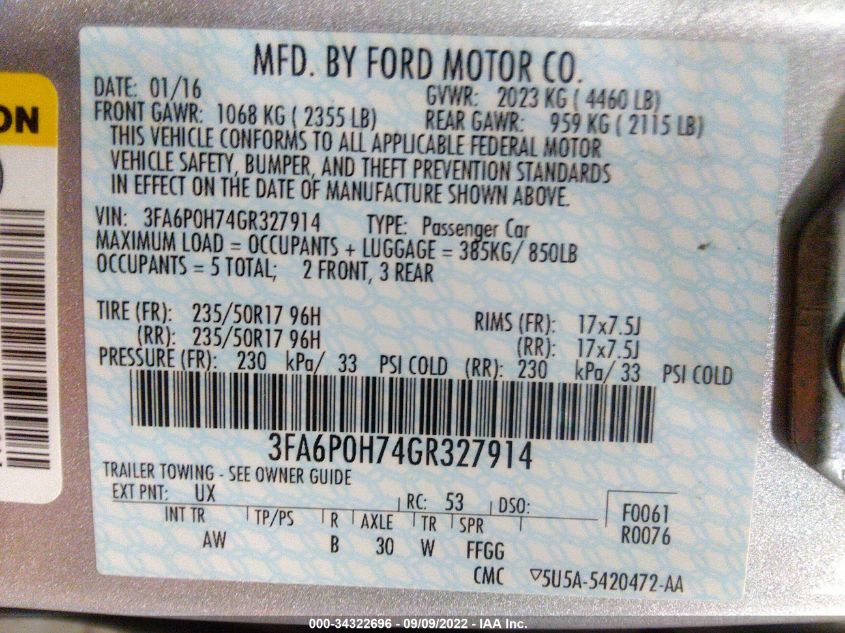 MFD. BY FORD MOTOR CO.
DATE: 01/16 GVWR: 2023 KG ( 4460 LB)
FRONT GAWR: 1068 KG ( 2355 LB) REAR GAWR: 959 KG ( 2115 LB)
THIS VEHICLE CONFORMS TO ALL APPLICABLE FEDERAL MOTOR
VEHICLE SAFETY, BUMPER, AND THEFT PREVENTION STANDARDS
IN EFFECT ON THE DATE OF MANUFACTURE SHOWN ABOVE.
VIN: 3FA6P0H74GR327914 TYPE: Passenger Car
MAXIMUM LOAD = OCCUPANTS + LUGGAGE = 385KG/ 850LB
OCCUPANTS = 5 TOTAL; 2 FRONT, 3 REAR
TIRE (FR): 235/50R17 96H RIMS (FR): 17x7.5J
(RR): 235/50R17 96H (RR): 17x7.5J
PRESSURE (FR): 230 kPa/ 33 PSI COLD (RR): 230 kPa/ 33 PSI COLD
3FA6P0H74GR327914
TRAILER TOWING - SEE OWNER GUIDE
EXT PNT: UX RC: 53 DSO: F0061
INT TR TP/PS R AXLE TR SPR R0076
AW B 30 W FFGG
CMC ▽5U5A-5420472-AA
ON
000-34322696 - 09/09/2022 - IAA Inc.